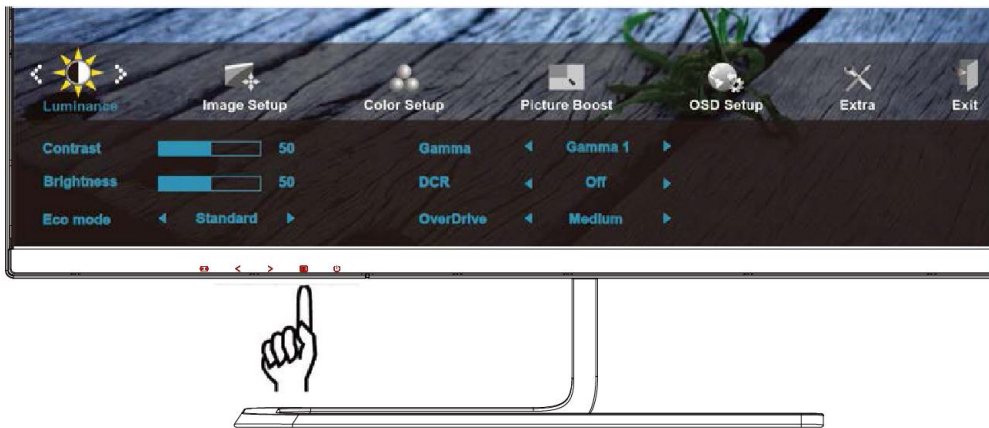 Luminance Image Setup Color Setup Picture Boost OSD Setup Extra Exit
Contrast 50 Gamma Gamma 1
Brightness 50 DCR Off
Eco mode Standard OverDrive Medium